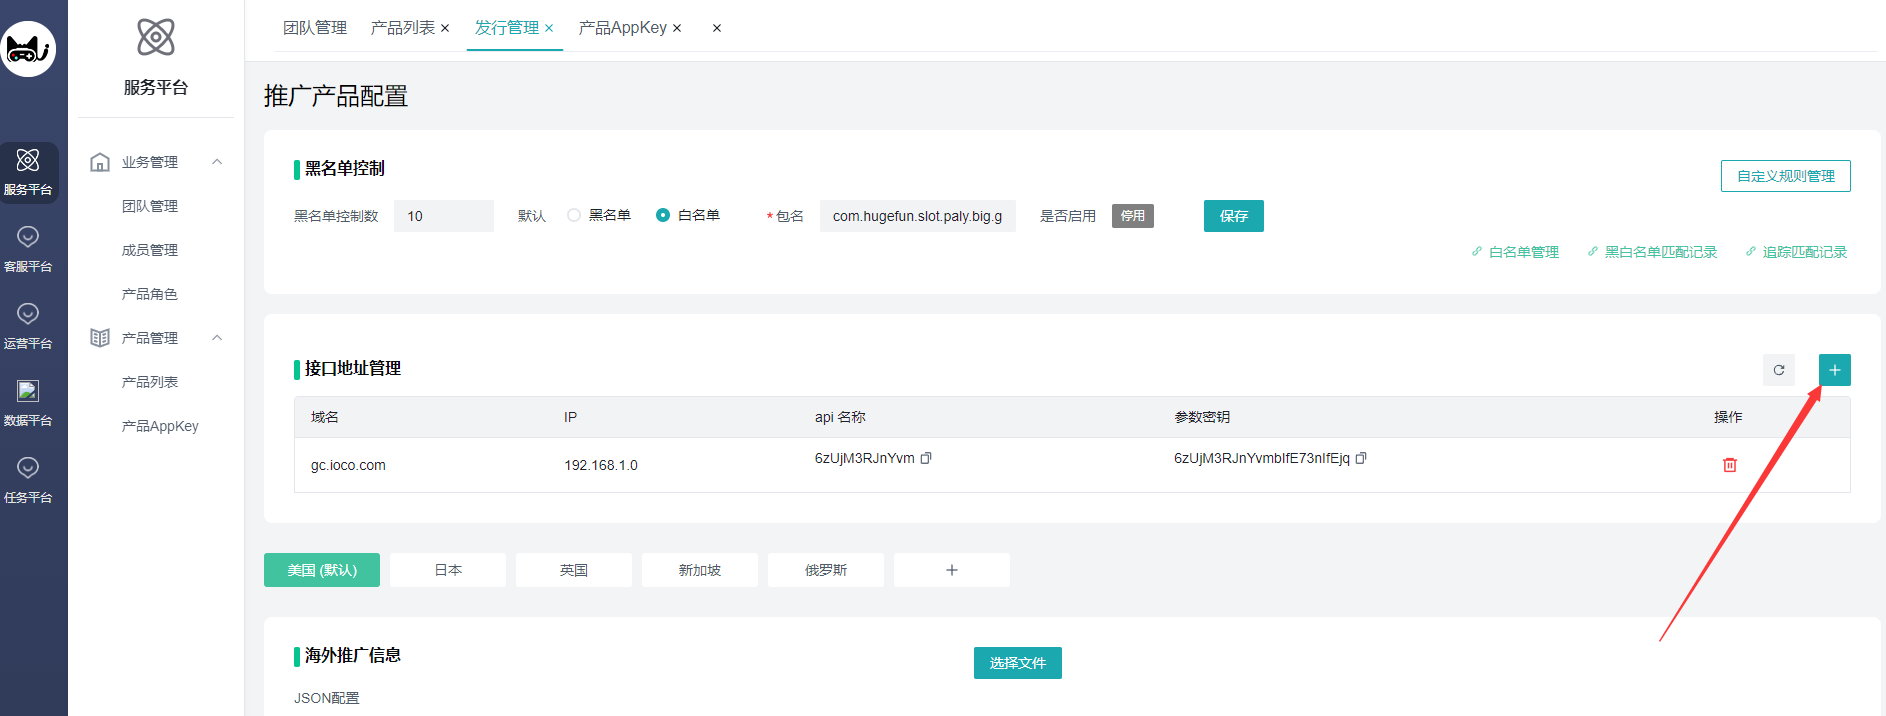 服务平台
客服平台
运营平台
数据平台
任务平台
服务平台
业务管理
团队管理
成员管理
产品角色
产品管理
产品列表
产品AppKey
团队管理 产品列表 × 发行管理 × 产品AppKey × ×
推广产品配置
黑名单控制
自定义规则管理
黑名单控制数 10 默认 黑名单 白名单 *包名 com.hugefun.slot.paly.big.g 是否启用 停用 保存
白名单管理 黑白名单匹配记录 追踪匹配记录
接口地址管理
域名 IP api 名称 参数密钥 操作
gc.ioco.com 192.168.1.0 6zUjM3RJnYvm 6zUjM3RJnYvmbIfE73nIfEjq
美国 (默认) 日本 英国 新加坡 俄罗斯 +
海外推广信息 选择文件
JSON配置